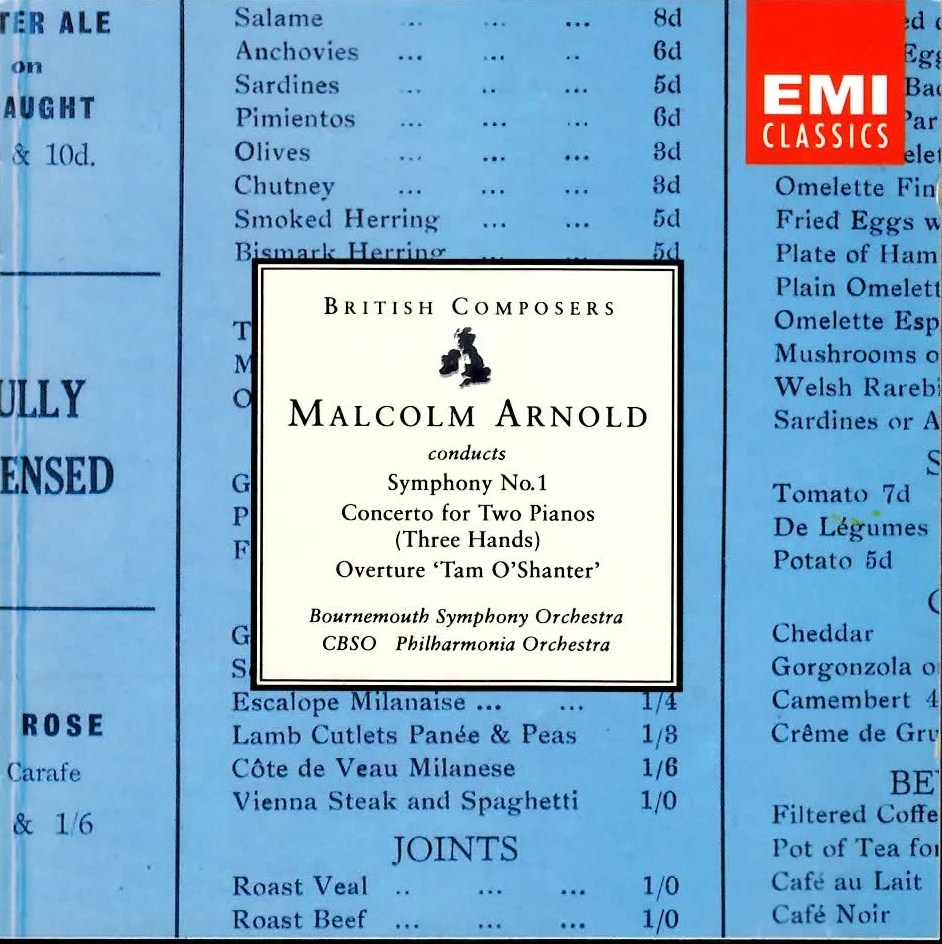 TER ALE
on
AUGHT
& 10d.
ULLY
ENSED
ROSE
Carafe
& 1/6
Salame .. ... ... 8d
Anchovies ... ... .. 6d
Sardines .. .. ... 5d
Pimientos ... ... ... 6d
Olives ... ... ... 3d
Chutney ... ... ... 3d
Smoked Herring ... ... 5d
Bismark Herring 5d
T
M
O
G
P
F
G
S
BRITISH COMPOSERS
MALCOLM ARNOLD
conducts
Symphony No.1
Concerto for Two Pianos
(Three Hands)
Overture ‘Tam O’Shanter’
Bournemouth Symphony Orchestra
CBSO Philharmonia Orchestra
Escalope Milanaise ... ... 1/4
Lamb Cutlets Panée & Peas 1/3
Côte de Veau Milanese 1/6
Vienna Steak and Spaghetti 1/0
JOINTS
Roast Veal .. ... ... 1/0
Roast Beef ... ... ... 1/0
EMI
CLASSICS
Omelette Fin
Fried Eggs w
Plate of Ham
Plain Omelett
Omelette Esp
Mushrooms o
Welsh Rarebi
Sardines or A
S
Tomato 7d
De Légumes
Potato 5d
Cheddar
Gorgonzola o
Camembert 4
Crême de Gru
BE
Filtered Coffe
Pot of Tea for
Café au Lait
Café Noir